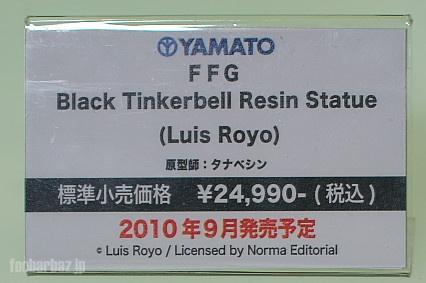 YAMATO
FFG
Black Tinkerbell Resin Statue
(Luis Royo)
原型師：タナベシン
標準小売価格 ¥24,990-(税込)
2010年9月発売予定
© Luis Royo / Licensed by Norma Editorial
foobarbaz.jp